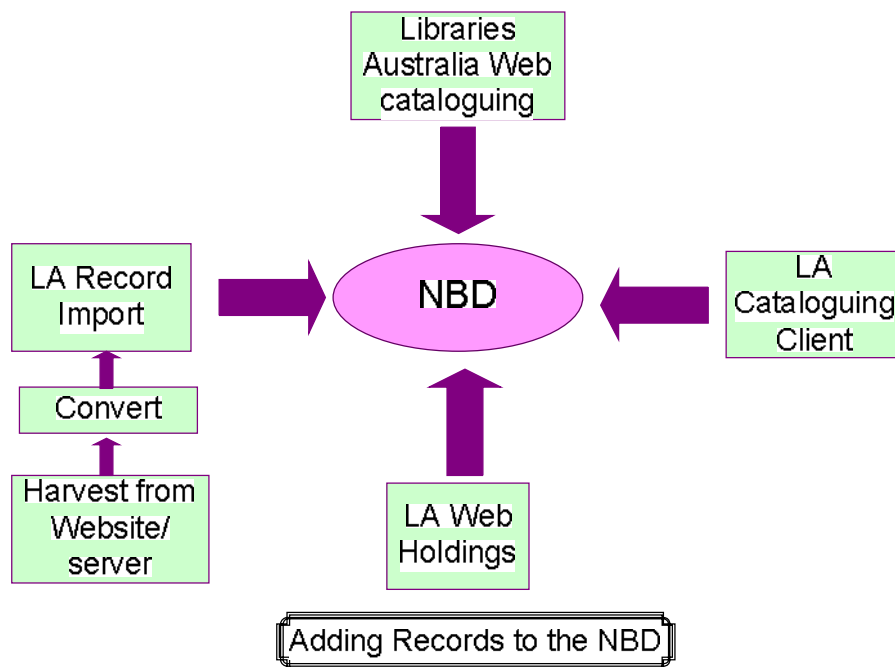 Libraries
Australia Web
cataloguing
LA Record
Import
NBD
LA
Cataloguing
Client
Convert
Harvest from
Website/
server
LA Web
Holdings
Adding Records to the NBD